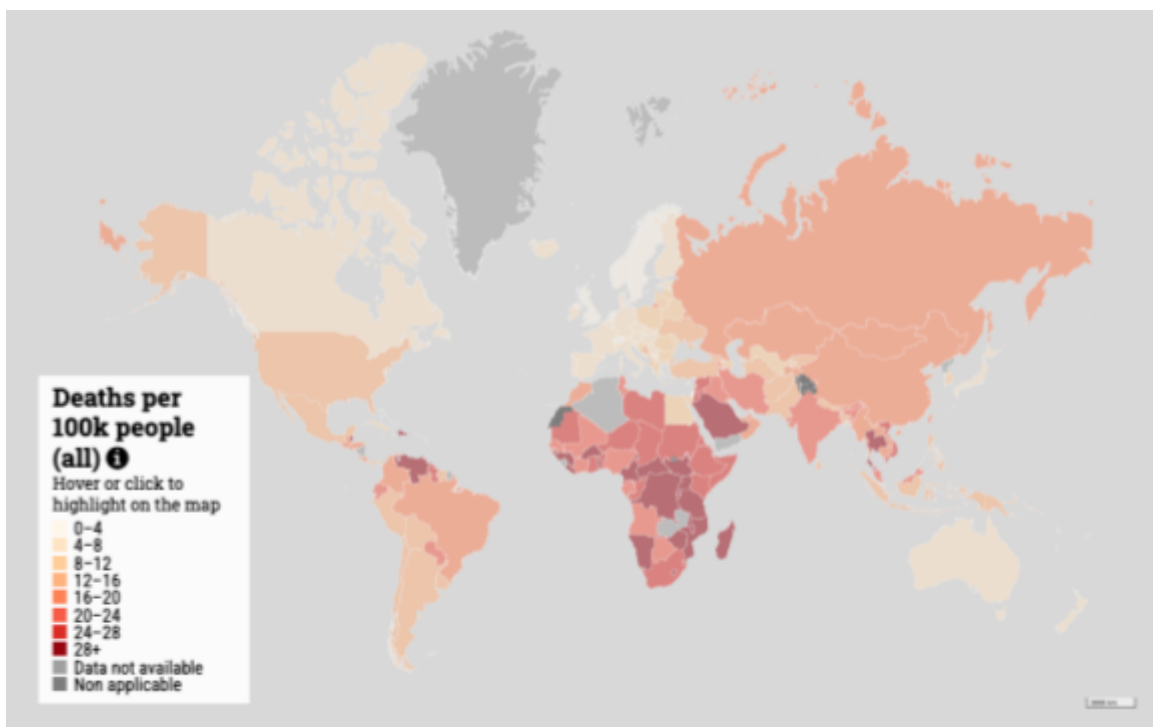 Deaths per
100k people
(all)
Hover or click to
highlight on the map
0–4
4–8
8–12
12–16
16–20
20–24
24–28
28+
Data not available
Non applicable